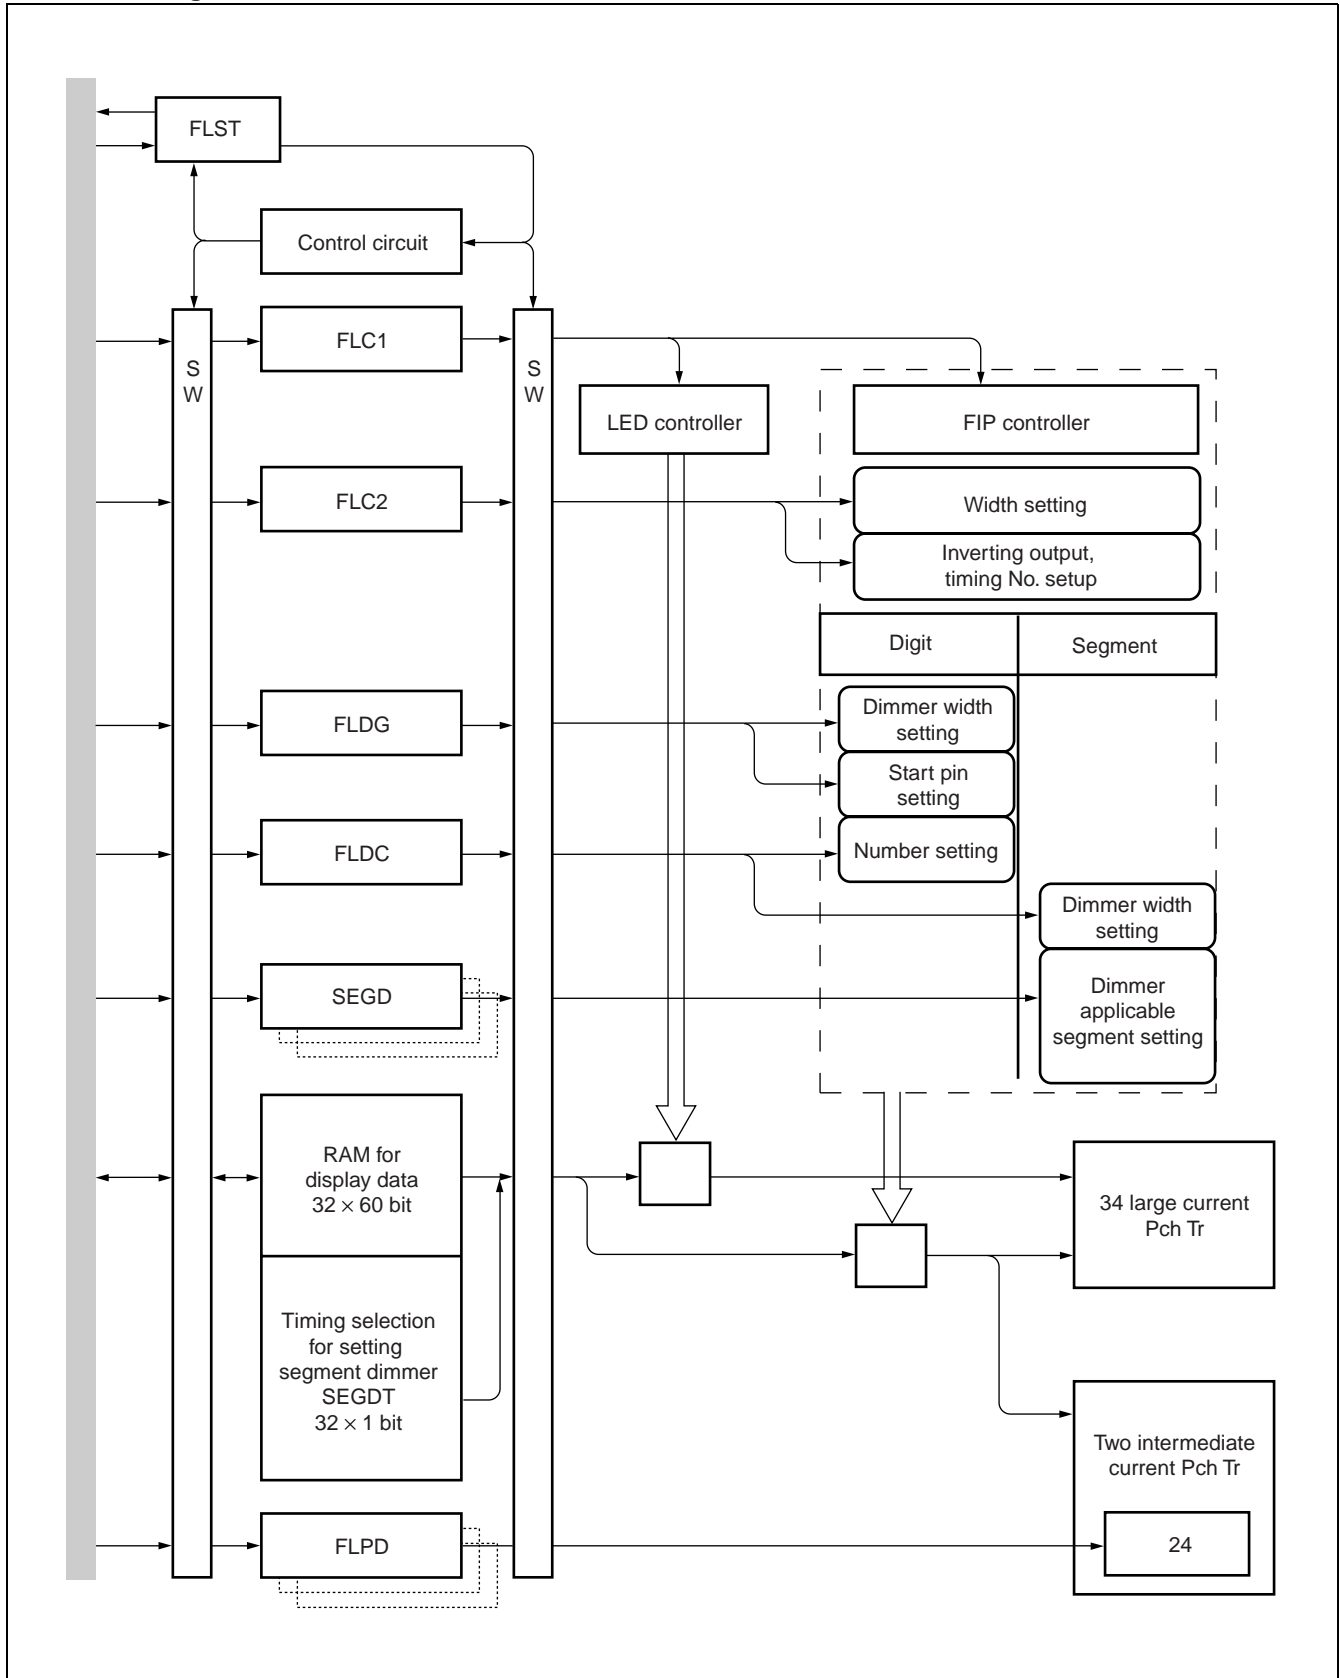 FLST
Control circuit
S
W
FLC1
S
W
LED controller
FIP controller
FLC2
Width setting
Inverting output,
timing No. setup
Digit
Segment
FLDG
Dimmer width
setting
Start pin
setting
FLDC
Number setting
Dimmer width
setting
SEGD
Dimmer
applicable
segment setting
RAM for
display data
32 × 60 bit
34 large current
Pch Tr
Timing selection
for setting
segment dimmer
SEGDT
32 × 1 bit
Two intermediate
current Pch Tr
FLPD
24